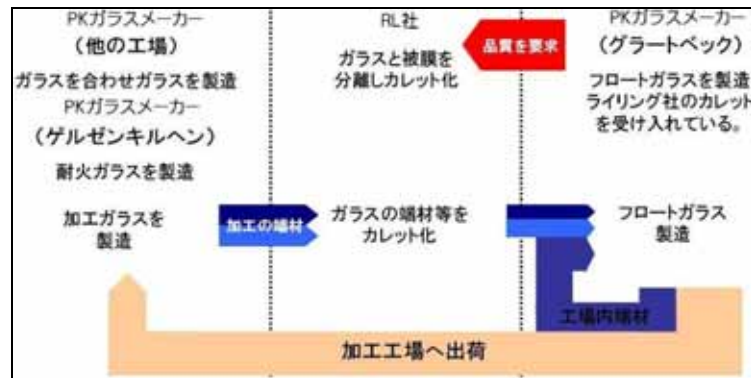 PKガラスメーカー
（他の工場）
ガラスを合わせガラスを製造
PKガラスメーカー
（ゲルゼンキルヘン）
耐火ガラスを製造
加工ガラスを
製造
加工の端材
RL社
ガラスと被膜を
分離しカレット化
品質を要求
ガラスの端材等を
カレット化
PKガラスメーカー
（グラートベック）
フロートガラスを製造
ライリング社のカレット
を受け入れている。
フロートガラス
製造
工場内端材
加工工場へ出荷